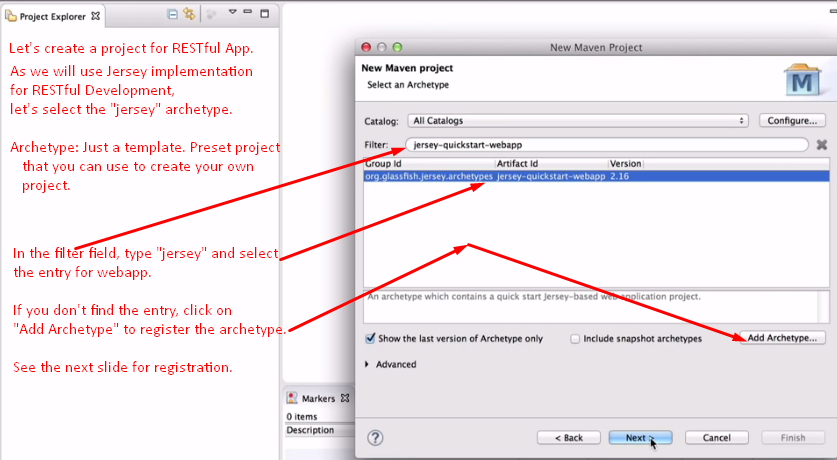 Project Explorer
Let's create a project for RESTful App.
As we will use Jersey implementation
for RESTful Development,
let's select the "jersey" archetype.
Archetype: Just a template. Preset project
that you can use to create your own
project.
In the filter field, type "jersey" and select
the entry for webapp.
If you don't find the entry, click on
"Add Archetype" to register the archetype.
See the next slide for registration.
New Maven Project
New Maven project
Select an Archetype
M
Catalog: All Catalogs Configure...
Filter: jersey-quickstart-webapp
Group Id Artifact Id Version
org.glassfish.jersey.archetypes jersey-quickstart-webapp 2.16
An archetype which contains a quick start Jersey-based web application project.
Show the last version of Archetype only Include snapshot archetypes Add Archetype...
Advanced
Markers
0 items
Description
? < Back Next > Cancel Finish